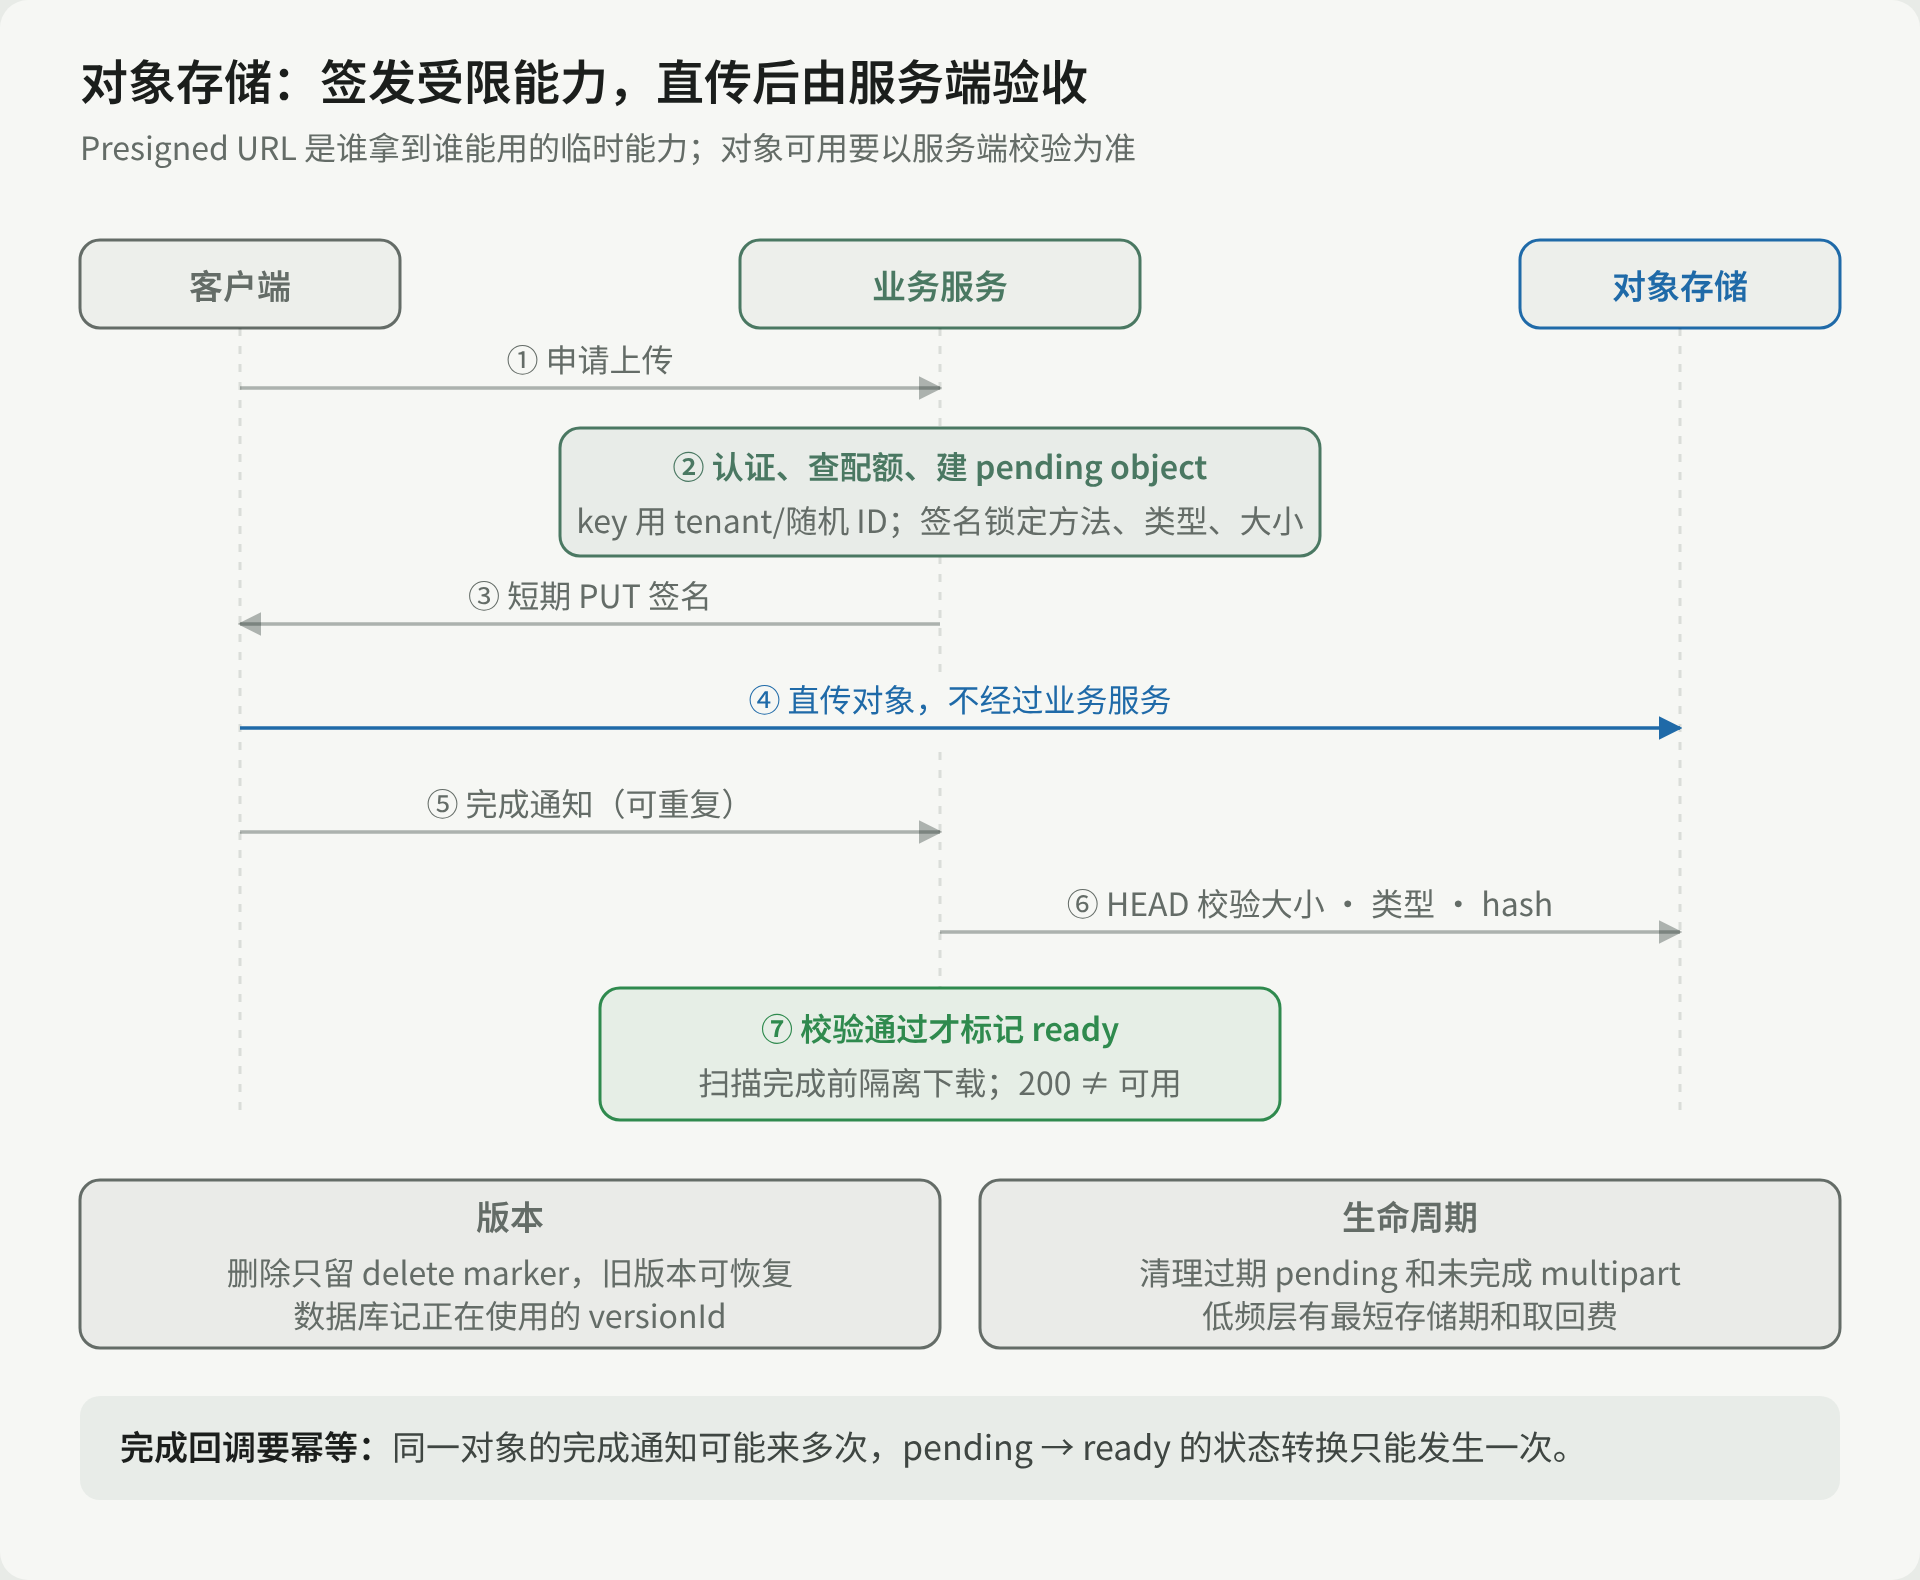 对象存储：签发受限能力，直传后由服务端验收
Presigned URL 是谁拿到谁能用的临时能力；对象可用要以服务端校验为准
客户端
业务服务
对象存储
① 申请上传
② 认证、查配额、建 pending object
key 用 tenant/随机 ID；签名锁定方法、类型、大小
③ 短期 PUT 签名
④ 直传对象，不经过业务服务
⑤ 完成通知（可重复）
⑥ HEAD 校验大小 · 类型 · hash
⑦ 校验通过才标记 ready
扫描完成前隔离下载；200 ≠ 可用
版本
删除只留 delete marker，旧版本可恢复
数据库记正在使用的 versionId
生命周期
清理过期 pending 和未完成 multipart
低频层有最短存储期和取回费
完成回调要幂等：同一对象的完成通知可能来多次，pending → ready 的状态转换只能发生一次。